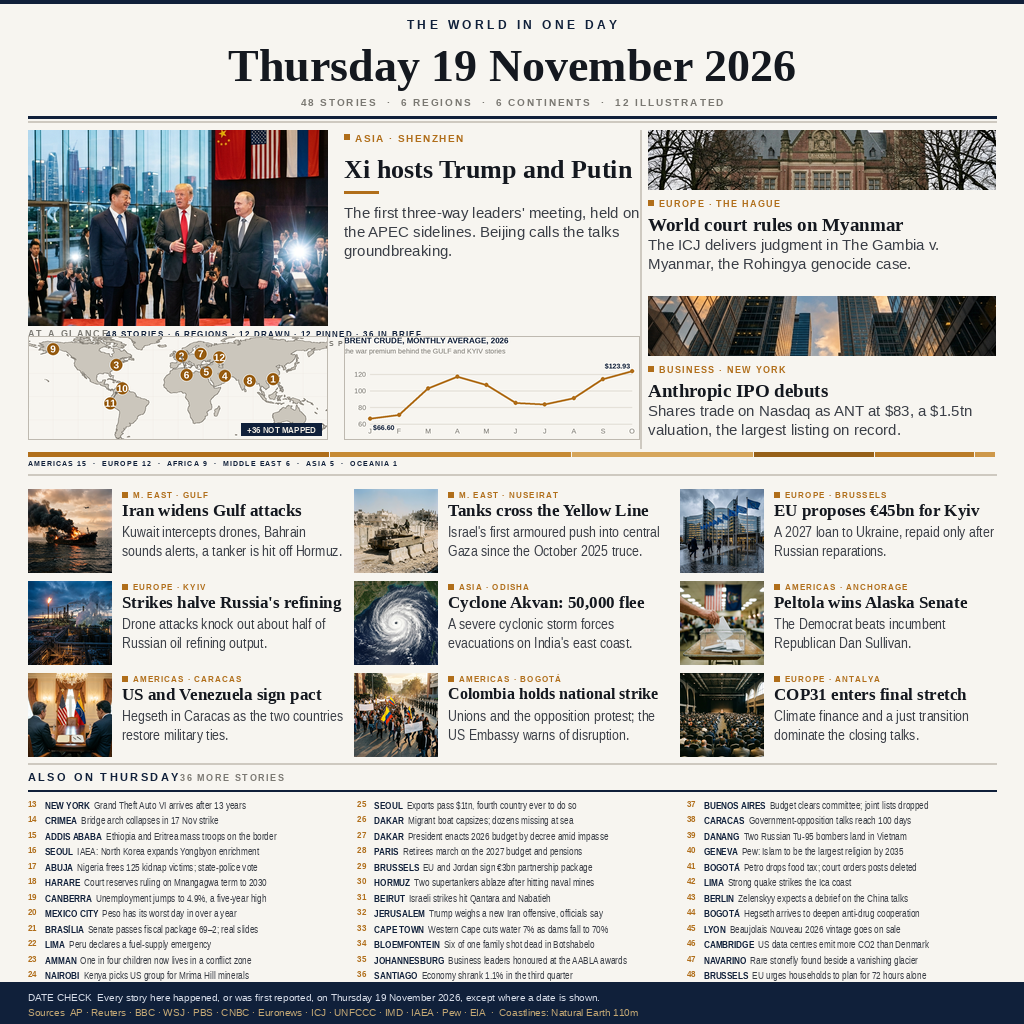 THE WORLD IN ONE DAY
Thursday 19 November 2026
48 STORIES · 6 REGIONS · 6 CONTINENTS · 12 ILLUSTRATED
ASIA · SHENZHEN
Xi hosts Trump and Putin
The first three-way leaders' meeting, held on
the APEC sidelines. Beijing calls the talks
groundbreaking.
EUROPE · THE HAGUE
World court rules on Myanmar
The ICJ delivers judgment in The Gambia v.
Myanmar, the Rohingya genocide case.
BUSINESS · NEW YORK
Anthropic IPO debuts
Shares trade on Nasdaq as ANT at $83, a $1.5tn
valuation, the largest listing on record.
AT A GLANCE
48 STORIES · 6 REGIONS · 12 DRAWN · 12 PINNED · 36 IN BRIEF
9
3
10
11
2
7
12
6
5
4
8
1
+36 NOT MAPPED
BRENT CRUDE, MONTHLY AVERAGE, 2026
he war premium behind the GULF and KYIV stories
$123.93
120
100
80
60
$66.60
J F M A M J J A S O
AMERICAS 15 · EUROPE 12 · AFRICA 9 · MIDDLE EAST 6 · ASIA 5 · OCEANIA 1
M. EAST · GULF
Iran widens Gulf attacks
Kuwait intercepts drones, Bahrain
sounds alerts, a tanker is hit off Hormuz.
M. EAST · NUSEIRAT
Tanks cross the Yellow Line
Israel's first armoured push into central
Gaza since the October 2025 truce.
EUROPE · BRUSSELS
EU proposes €45bn for Kyiv
A 2027 loan to Ukraine, repaid only after
Russian reparations.
EUROPE · KYIV
Strikes halve Russia's refining
Drone attacks knock out about half of
Russian oil refining output.
ASIA · ODISHA
Cyclone Akvan: 50,000 flee
A severe cyclonic storm forces
evacuations on India's east coast.
AMERICAS · ANCHORAGE
Peltola wins Alaska Senate
The Democrat beats incumbent
Republican Dan Sullivan.
AMERICAS · CARACAS
US and Venezuela sign pact
Hegseth in Caracas as the two countries
restore military ties.
AMERICAS · BOGOTÁ
Colombia holds national strike
Unions and the opposition protest; the
US Embassy warns of disruption.
EUROPE · ANTALYA
COP31 enters final stretch
Climate finance and a just transition
dominate the closing talks.
ALSO ON THURSDAY 36 MORE STORIES
13 NEW YORK Grand Theft Auto VI arrives after 13 years
14 CRIMEA Bridge arch collapses in 17 Nov strike
15 ADDIS ABABA Ethiopia and Eritrea mass troops on the border
16 SEOUL IAEA: North Korea expands Yongbyon enrichment
17 ABUJA Nigeria frees 125 kidnap victims; state-police vote
18 HARARE Court reserves ruling on Mnangagwa term to 2030
19 CANBERRA Unemployment jumps to 4.9%, a five-year high
20 MEXICO CITY Peso has its worst day in over a year
21 BRASÍLIA Senate passes fiscal package 69–2; real slides
22 LIMA Peru declares a fuel-supply emergency
23 AMMAN One in four children now lives in a conflict zone
24 NAIROBI Kenya picks US group for Mrima Hill minerals
25 SEOUL Exports pass $1tn, fourth country ever to do so
26 DAKAR Migrant boat capsizes; dozens missing at sea
27 DAKAR President enacts 2026 budget by decree amid impasse
28 PARIS Retirees march on the 2027 budget and pensions
29 BRUSSELS EU and Jordan sign €3bn partnership package
30 HORMUZ Two supertankers ablaze after hitting naval mines
31 BEIRUT Israeli strikes hit Qantara and Nabatieh
32 JERUSALEM Trump weighs a new Iran offensive, officials say
33 CAPE TOWN Western Cape cuts water 7% as dams fall to 70%
34 BLOEMFONTEIN Six of one family shot dead in Botshabelo
35 JOHANNESBURG Business leaders honoured at the AABLA awards
36 SANTIAGO Economy shrank 1.1% in the third quarter
37 BUENOS AIRES Budget clears committee; joint lists dropped
38 CARACAS Government-opposition talks reach 100 days
39 DANANG Two Russian Tu-95 bombers land in Vietnam
40 GENEVA Pew: Islam to be the largest religion by 2035
41 BOGOTÁ Petro drops food tax; court orders posts deleted
42 LIMA Strong quake strikes the Ica coast
43 BERLIN Zelenskyy expects a debrief on the China talks
44 BOGOTÁ Hegseth arrives to deepen anti-drug cooperation
45 LYON Beaujolais Nouveau 2026 vintage goes on sale
46 CAMBRIDGE US data centres emit more CO2 than Denmark
47 NAVARINO Rare stonefly found beside a vanishing glacier
48 BRUSSELS EU urges households to plan for 72 hours alone
DATE CHECK Every story here happened, or was first reported, on Thursday 19 November 2026, except where a date is shown.
Sources AP · Reuters · BBC · WSJ · PBS · CNBC · Euronews · ICJ · UNFCCC · IMD · IAEA · Pew · EIA · Coastlines: Natural Earth 110m